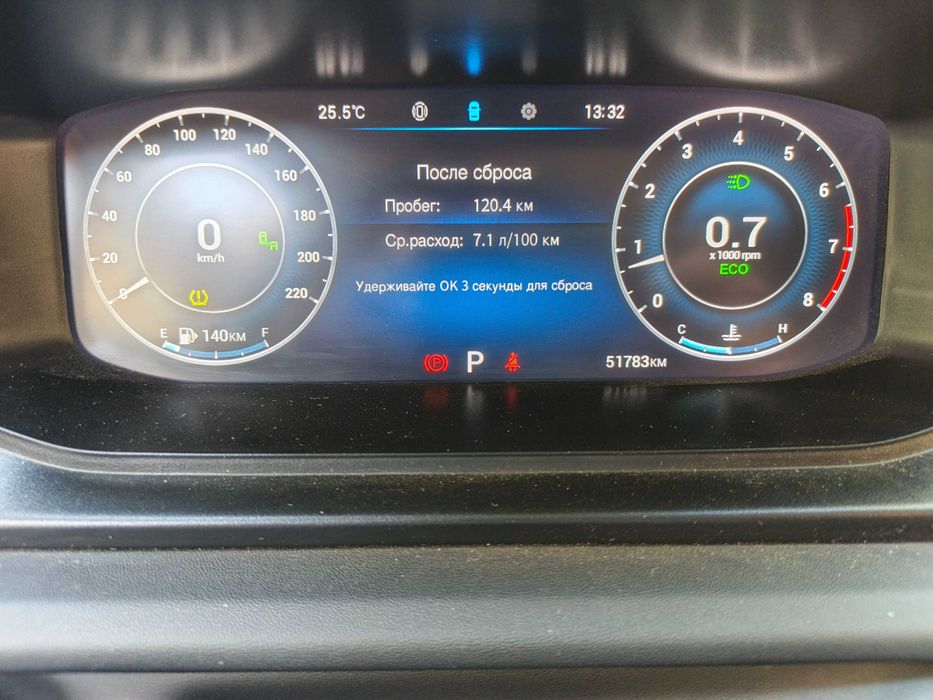 25.5℃ 13:32
0 20 40 60 80 100 120 140 160 180 200 220
0
km/h
E 140км F
После сброса
Пробег: 120.4 км
Ср.расход: 7.1 л/100 км
Удерживайте ОК 3 секунды для сброса
P P
51783км
0 1 2 3 4 5 6 7 8
0.7
x 1000 rpm
ECO
C H